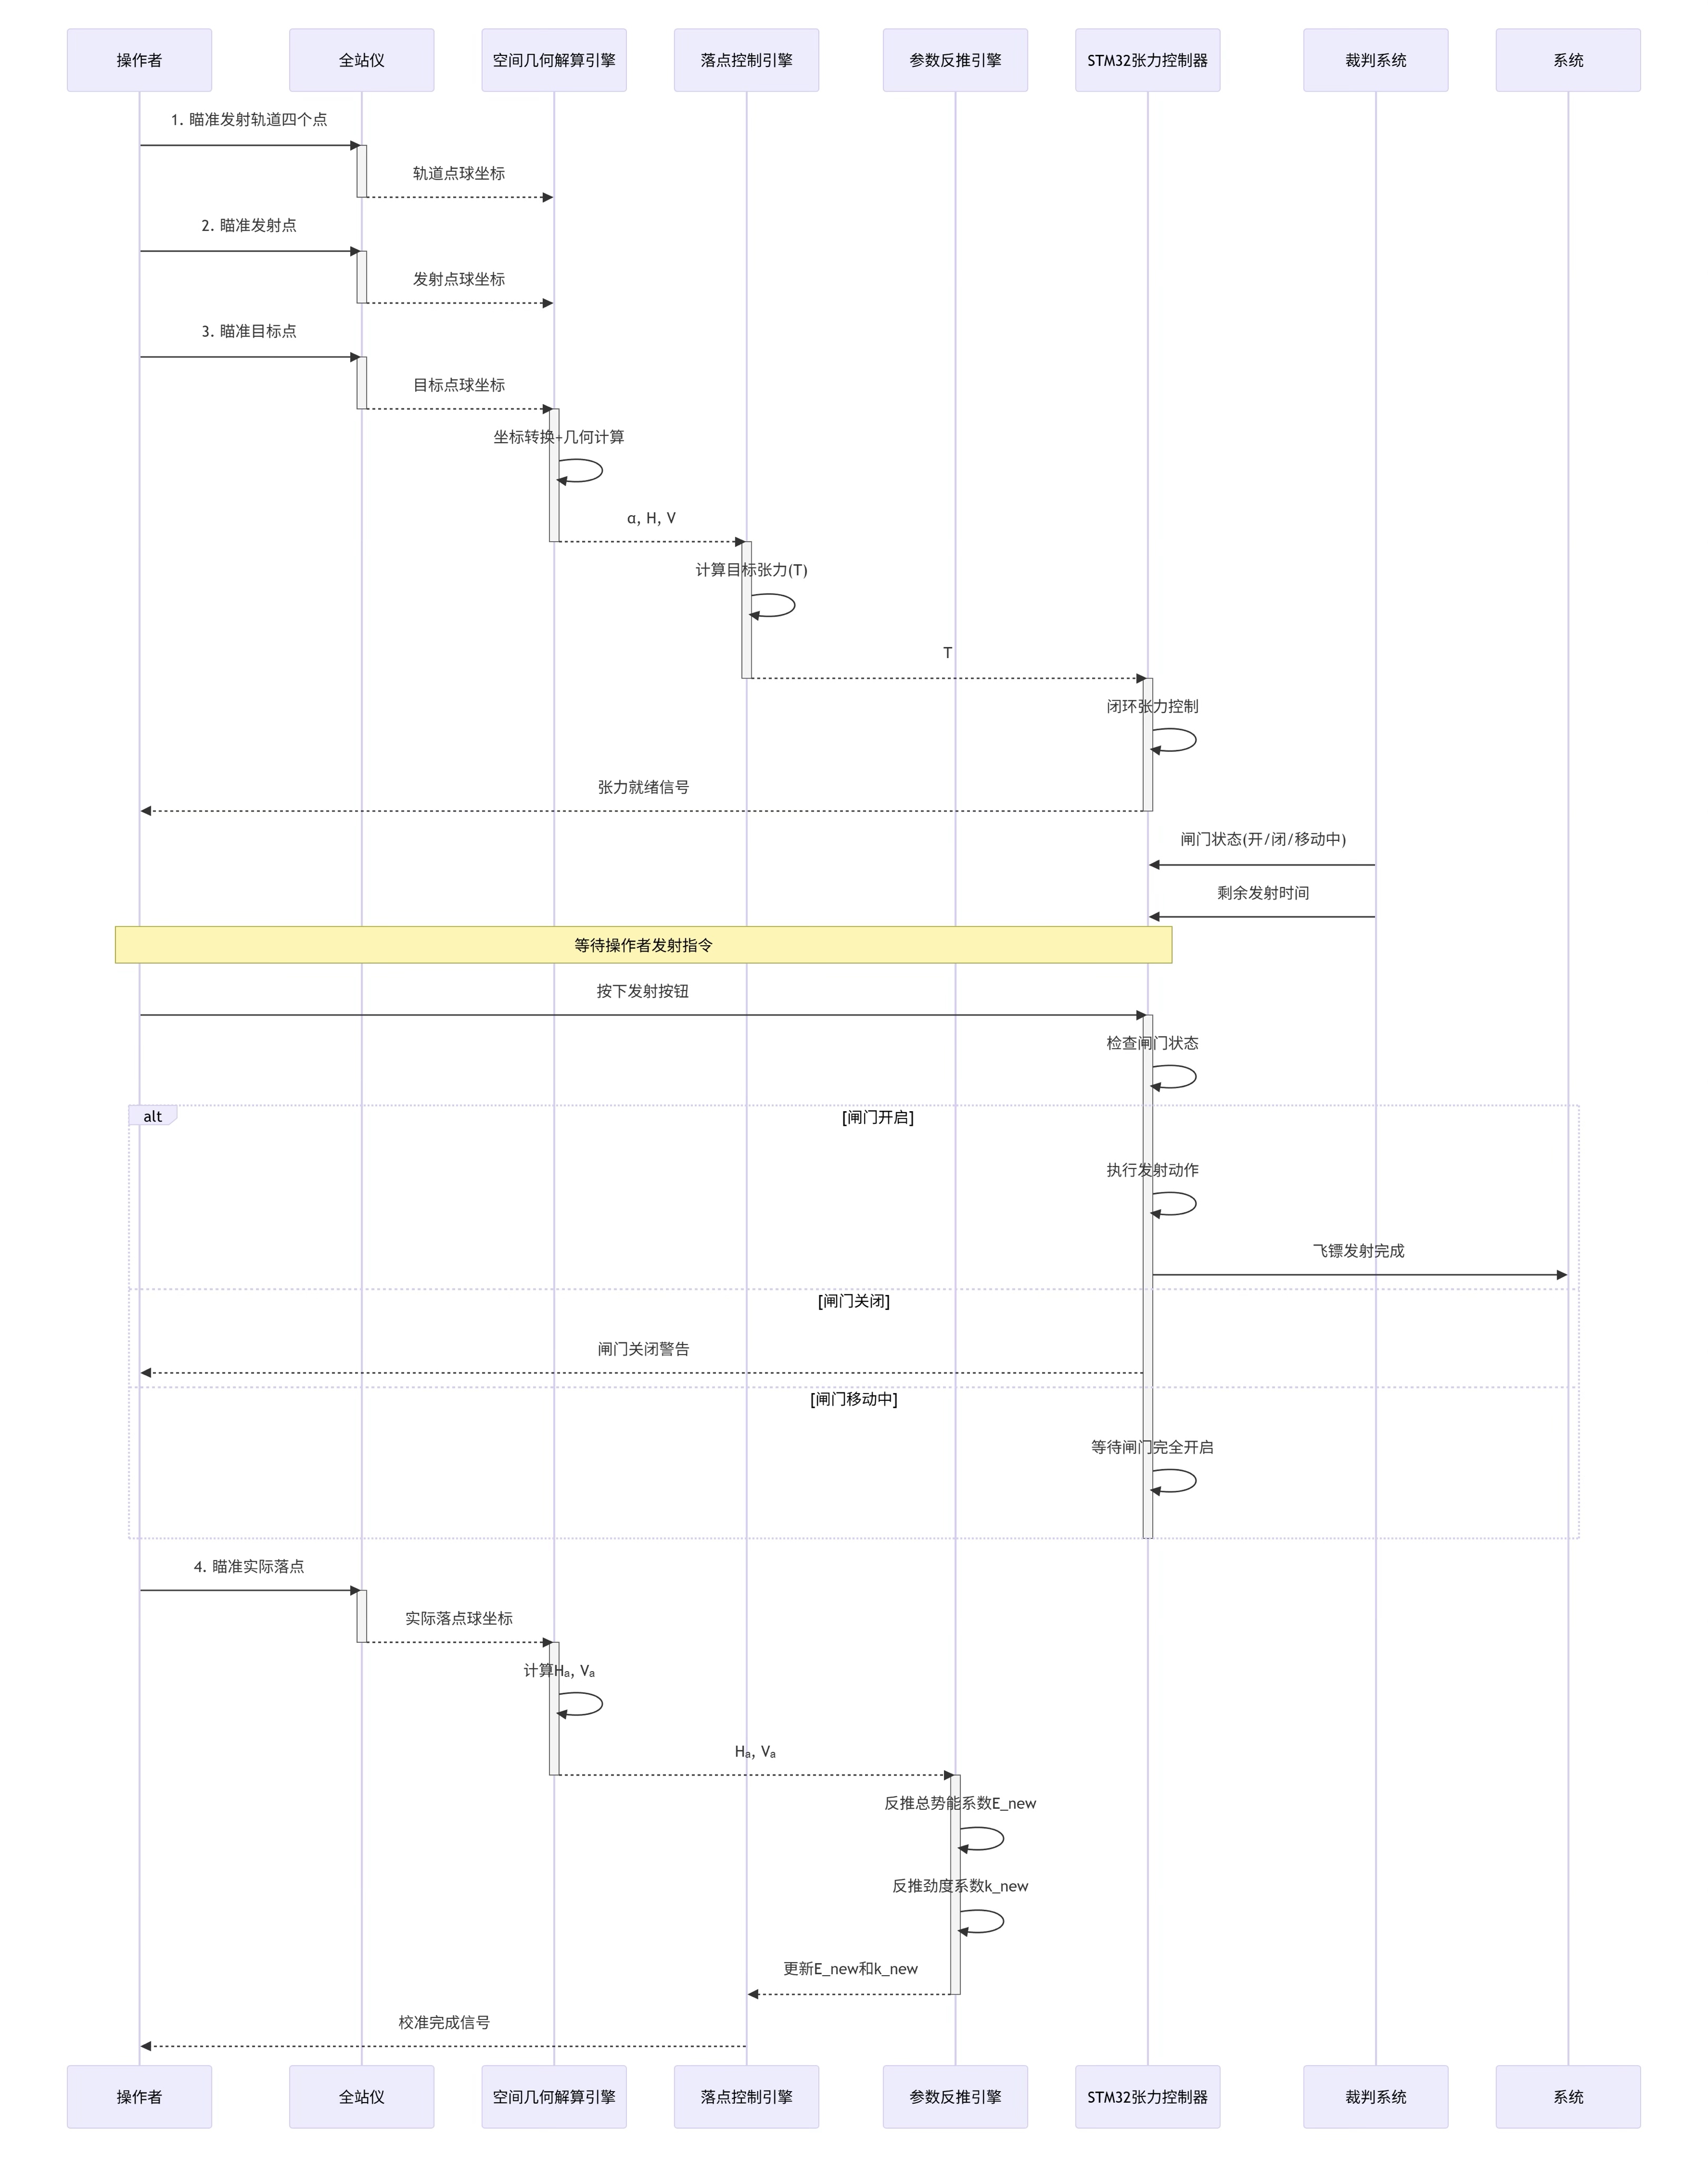 操作者
全站仪
空间几何解算引擎
落点控制引擎
参数反推引擎
STM32张力控制器
裁判系统
系统
1. 瞄准发射轨道四个点
轨道点球坐标
2. 瞄准发射点
发射点球坐标
3. 瞄准目标点
目标点球坐标
坐标转换+几何计算
α, H, V
计算目标张力(T)
T
闭环张力控制
张力就绪信号
闸门状态(开/闭/移动中)
剩余发射时间
等待操作者发射指令
按下发射按钮
检查闸门状态
alt
[闸门开启]
执行发射动作
飞镖发射完成
[闸门关闭]
闸门关闭警告
[闸门移动中]
等待闸门完全开启
4. 瞄准实际落点
实际落点球坐标
计算Hₐ, Vₐ
Hₐ, Vₐ
反推总势能系数E_new
反推劲度系数k_new
更新E_new和k_new
校准完成信号
操作者
全站仪
空间几何解算引擎
落点控制引擎
参数反推引擎
STM32张力控制器
裁判系统
系统